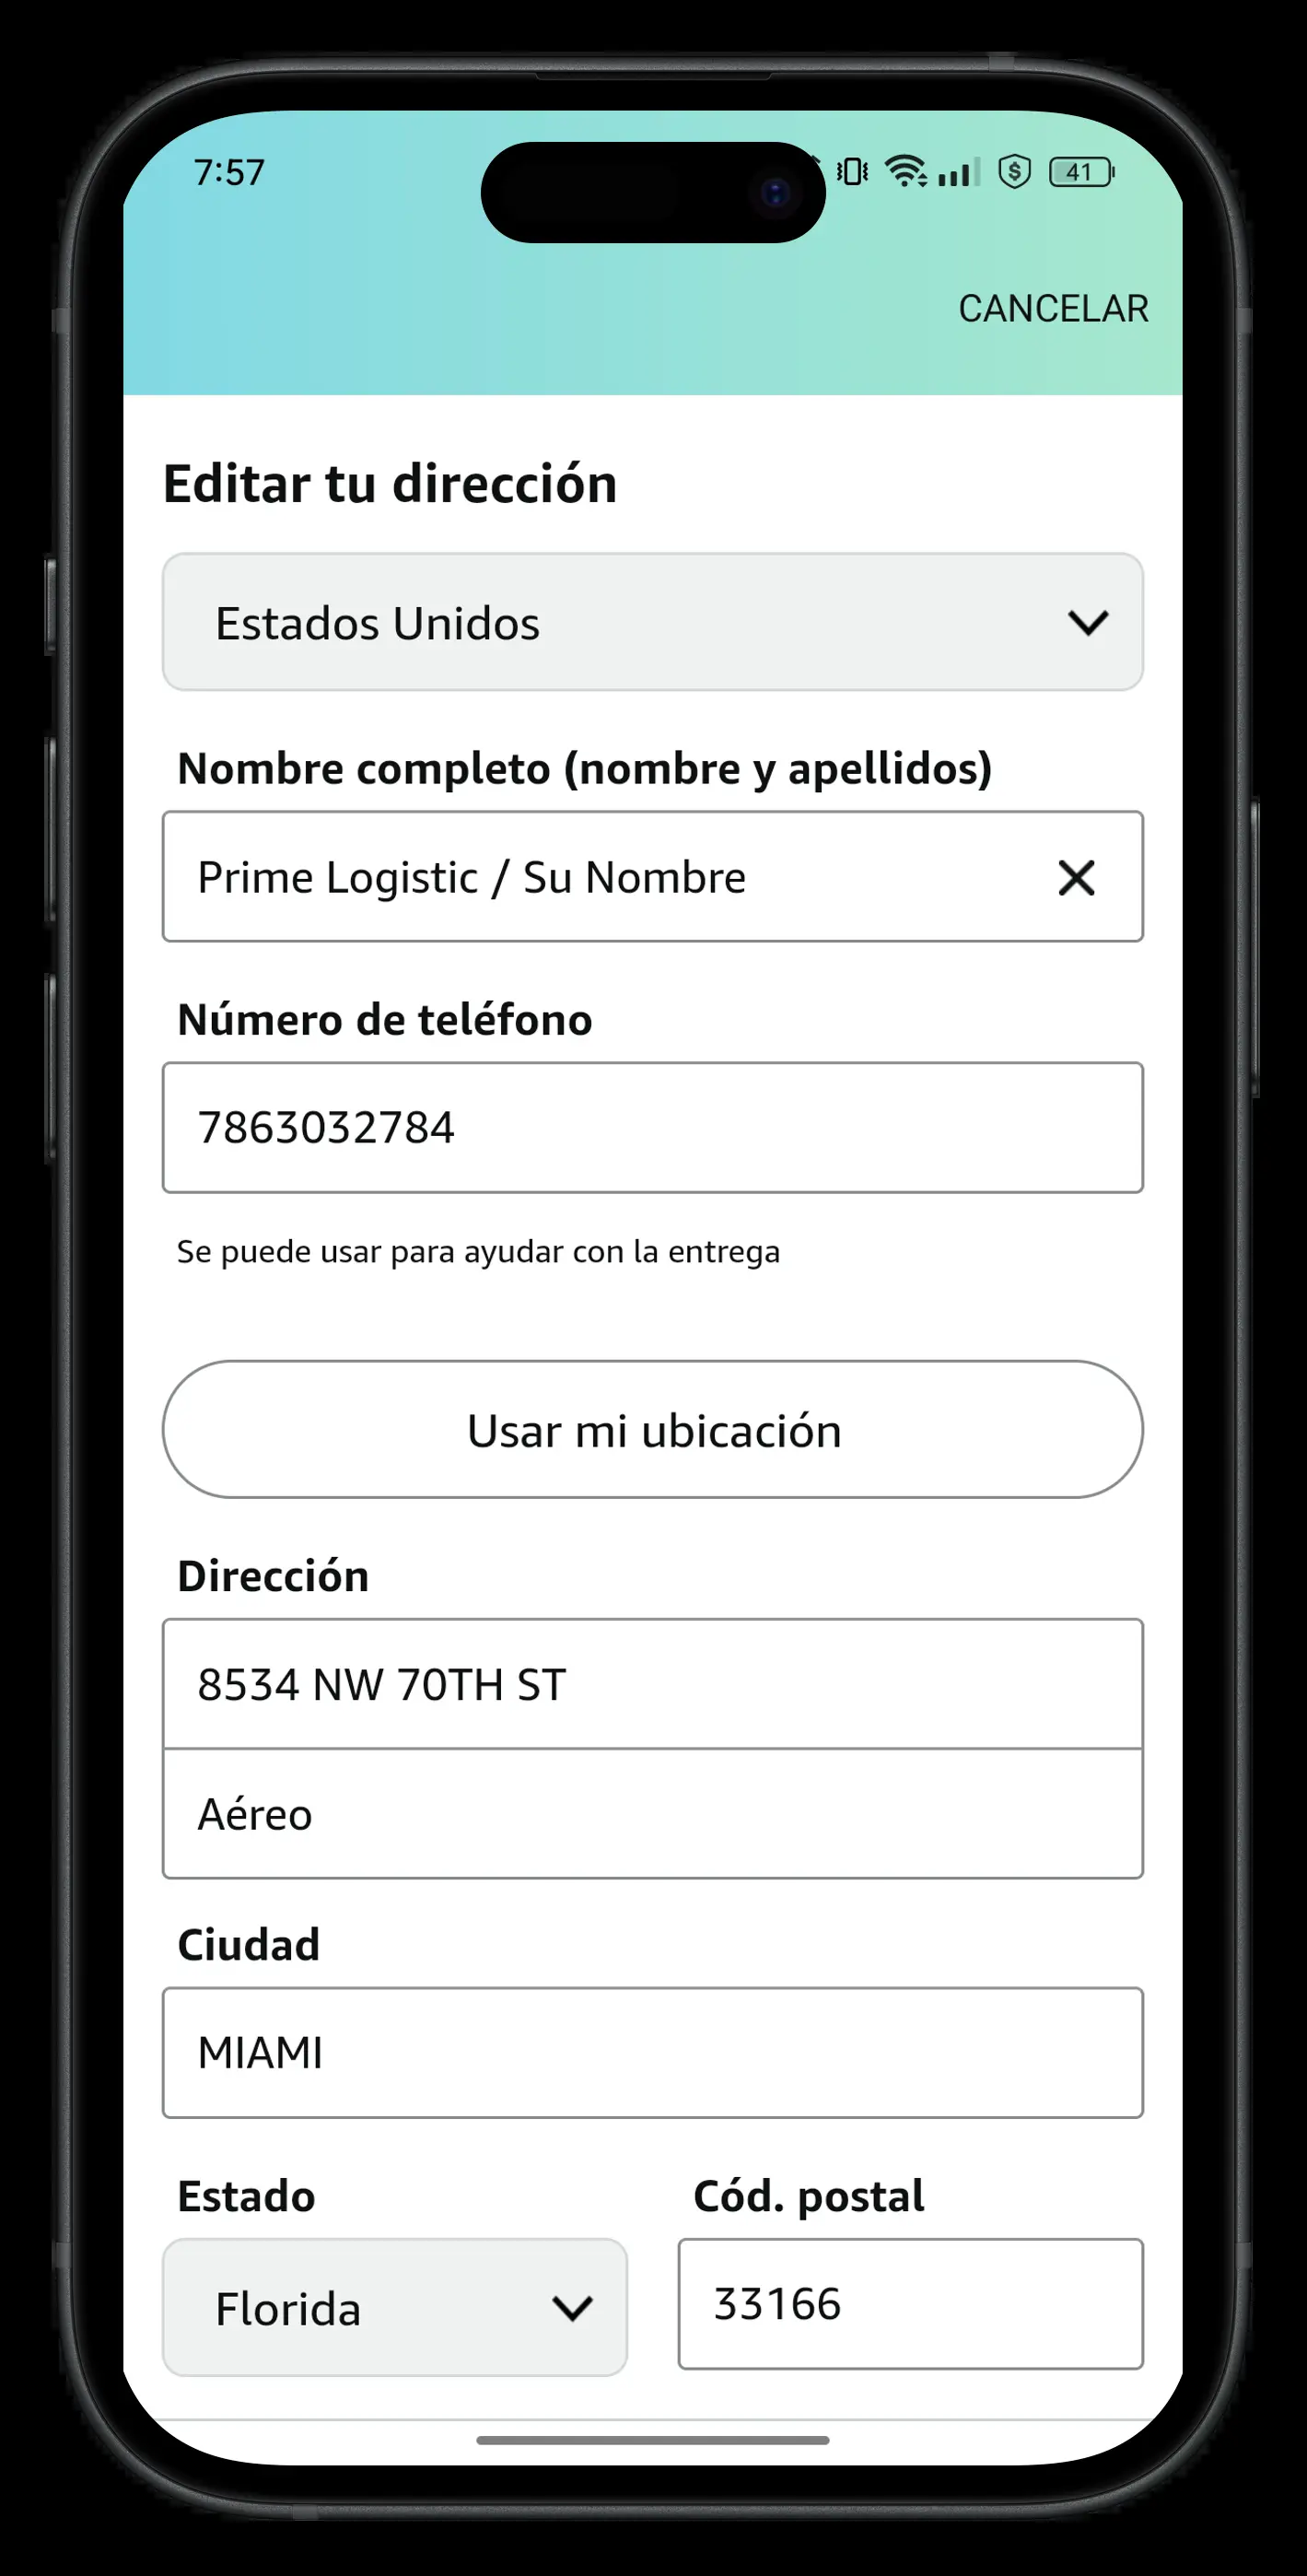 7:57
$
41
CANCELAR
Editar tu dirección
Estados Unidos
Nombre completo (nombre y apellidos)
Prime Logistic / Su Nombre
Número de teléfono
7863032784
Se puede usar para ayudar con la entrega
Usar mi ubicación
Dirección
8534 NW 70TH ST
Aéreo
Ciudad
MIAMI
Estado
Cód. postal
Florida
33166